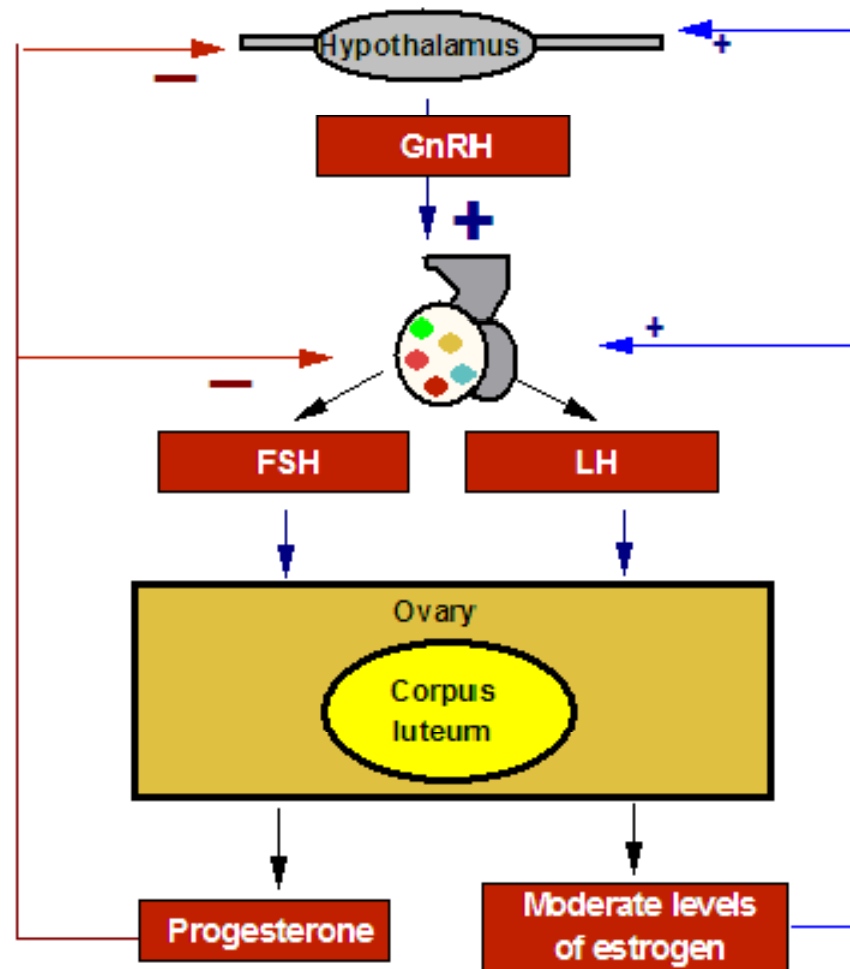 Hypothalamus
+
−
GnRH
+
+
−
FSH
LH
Ovary
Corpus
luteum
Progesterone
Moderate levels
of estrogen